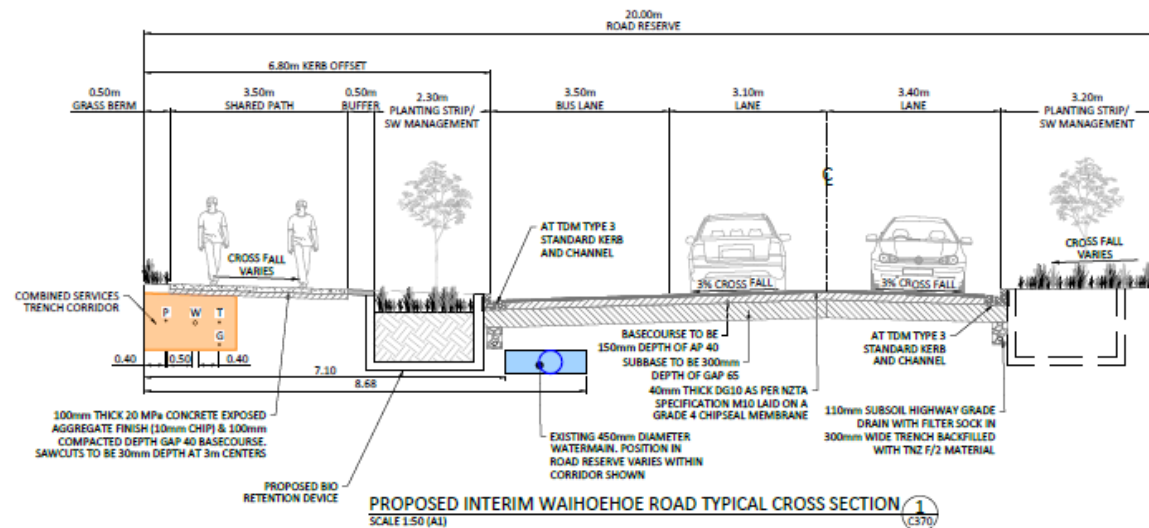 20.00m
ROAD RESERVE
6.80m KERB OFFSET
0.50m
GRASS BERM
3.50m
SHARED PATH
0.50m
BUFFER
2.30m
PLANTING STRIP/
SW MANAGEMENT
3.50m
BUS LANE
3.10m
LANE
3.40m
LANE
3.20m
PLANTING STRIP/
SW MANAGEMENT
℄
AT TDM TYPE 3
STANDARD KERB
AND CHANNEL
CROSS FALL
VARIES
CROSS FALL
VARIES
3% CROSS FALL
3% CROSS FALL
COMBINED SERVICES
TRENCH CORRIDOR
P
W
T
G
0.40
0.50
0.40
7.10
8.68
BASECOURSE TO BE
150mm DEPTH OF AP 40
SUBBASE TO BE 300mm
DEPTH OF GAP 65
40mm THICK DG10 AS PER NZTA
SPECIFICATION M10 LAID ON A
GRADE 4 CHIPSEAL MEMBRANE
AT TDM TYPE 3
STANDARD KERB
AND CHANNEL
100mm THICK 20 MPa CONCRETE EXPOSED
AGGREGATE FINISH (10mm CHIP) & 100mm
COMPACTED DEPTH GAP 40 BASECOURSE.
SAWCUTS TO BE 30mm DEPTH AT 3m CENTERS
EXISTING 450mm DIAMETER
WATERMAIN. POSITION IN
ROAD RESERVE VARIES WITHIN
CORRIDOR SHOWN
110mm SUBSOIL HIGHWAY GRADE
DRAIN WITH FILTER SOCK IN
300mm WIDE TRENCH BACKFILLED
WITH TNZ F/2 MATERIAL
PROPOSED BIO
RETENTION DEVICE
PROPOSED INTERIM WAIHOEHOE ROAD TYPICAL CROSS SECTION
SCALE 1:50 (A1)
1
C370